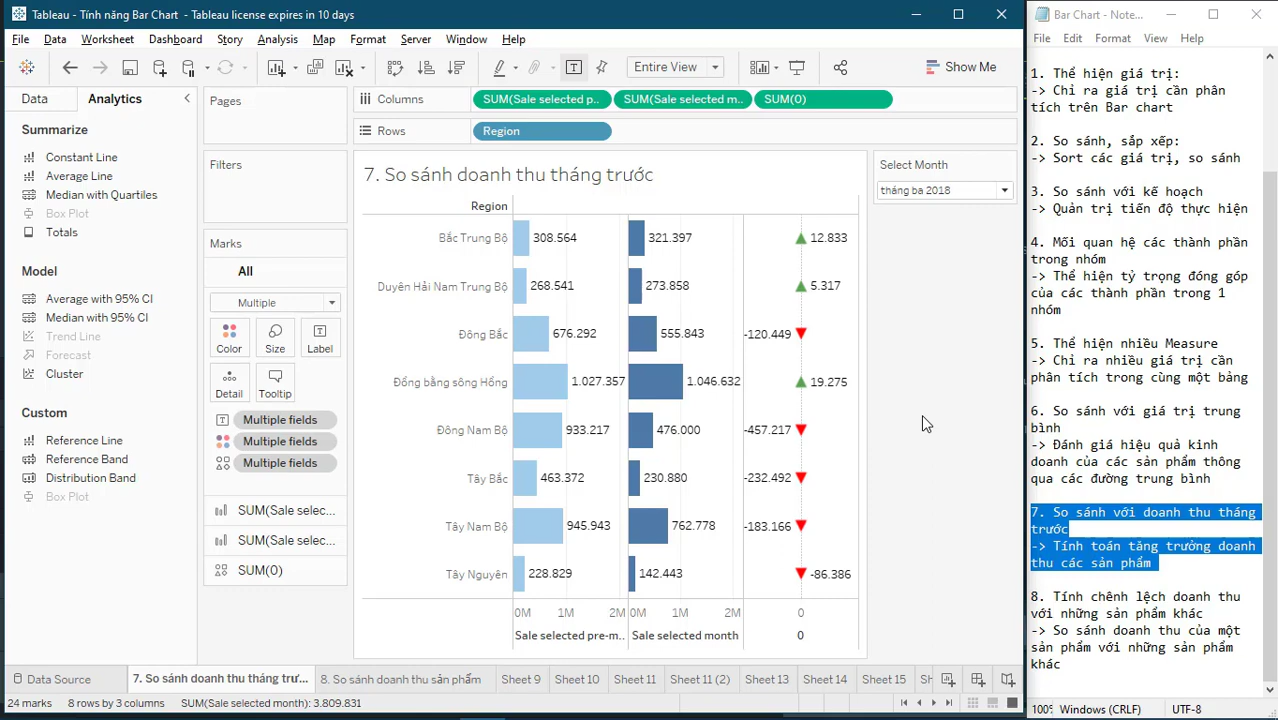 Tableau - Tính năng Bar Chart - Tableau license expires in 10 days
File Data Worksheet Dashboard Story Analysis Format Server Window Help
Entire View
Show Me
Data Analytics
Summarize
Constant Line
Average Line
Median with Quartiles
Box Plot
Totals
Model
Average with 95% CI
Median with 95% CI
Trend Line
Forecast
Cluster
Custom
Reference Line
Reference Band
Distribution Band
Box Plot
Pages
Filters
Marks
All
Multiple
Color Size Label
Detail Tooltip
Multiple fields
Multiple fields
Multiple fields
SUM(Sale selec...
SUM(Sale selec...
SUM(0)
Columns SUM(Sale selected p.. SUM(Sale selected m.. SUM(0)
Rows Region
7. So sánh doanh thu tháng trước
Region
Bắc Trung Bộ 308.564 321.397 12.833
Duyên Hải Nam Trung Bộ 268.541 273.858 5.317
Đông Bắc 676.292 555.843 -120.449
Đồng bằng sông Hồng 1.027.357 1.046.632 19.275
Đông Nam Bộ 933.217 476.000 -457.217
Tây Bắc 463.372 230.880 -232.492
Tây Nam Bộ 945.943 762.778 -183.166
Tây Nguyên 228.829 142.443 -86.386
0M 1M 2M 0M 1M 2M 0
Sale selected pre-m.. Sale selected month 0
Select Month
tháng ba 2018
Data Source 7. So sánh doanh thu tháng trư... So sánh doanh thu sản phẩm Sheet 9 Sheet 10 Sheet 11 Sheet 11 (2) Sheet 13 Sheet 14 Sheet 15 Sh
24 marks 8 rows by 3 columns
Bar Chart - Note...
File Edit Format View Help
1. Thể hiện giá trị:
-> Chỉ ra giá trị cần phân
tích trên Bar chart
2. So sánh, sắp xếp:
-> Sort các giá trị, so sánh
3. So sánh với kế hoạch
-> Quản trị tiến độ thực hiện
4. Mối quan hệ các thành phần
trong nhóm
-> Thể hiện tỷ trọng đóng góp
của các thành phần trong 1
nhóm
5. Thể hiện nhiều Measure
-> Chỉ ra nhiều giá trị cần
phân tích trong cùng một bảng
6. So sánh với giá trị trung
bình
-> Đánh giá hiệu quả kinh
doanh của các sản phẩm thông
qua các đường trung bình
7. So sánh với doanh thu tháng
trước
-> Tính toán tăng trưởng doanh
thu các sản phẩm
8. Tính chênh lệch doanh thu
với những sản phẩm khác
-> So sánh doanh thu của một
sản phẩm với những sản phẩm
khác
Windows (CRLF) UTF-8